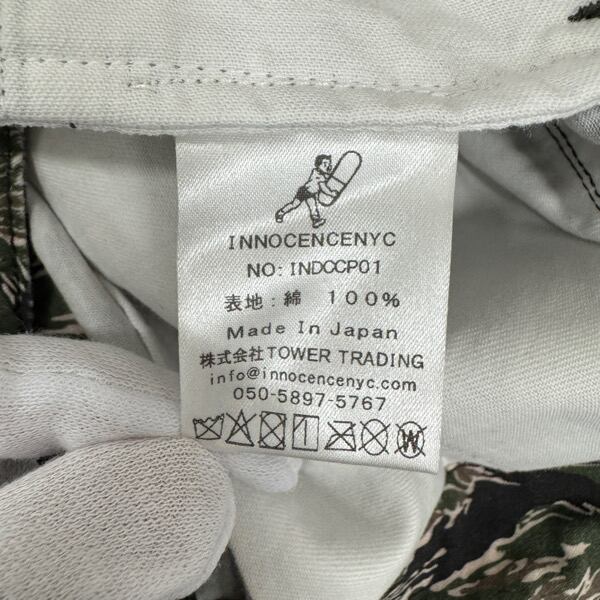 INNOCENCENYC
NO: INDCCP01
表地:綿 100%
Made In Japan
株式会社TOWER TRADING
info@innocencenyc.com
050-5897-5767
W